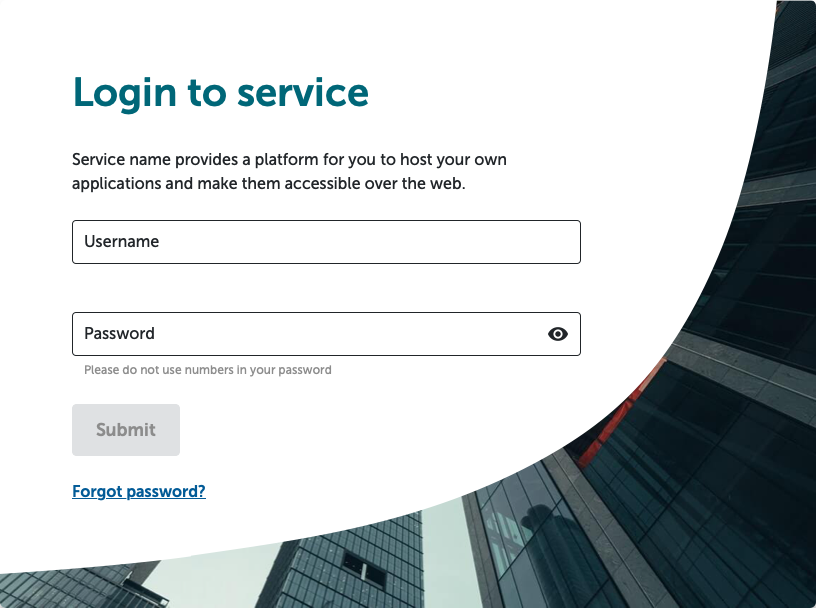 Login to service
Service name provides a platform for you to host your own
applications and make them accessible over the web.
Username
Password
Please do not use numbers in your password
Submit
Forgot password?